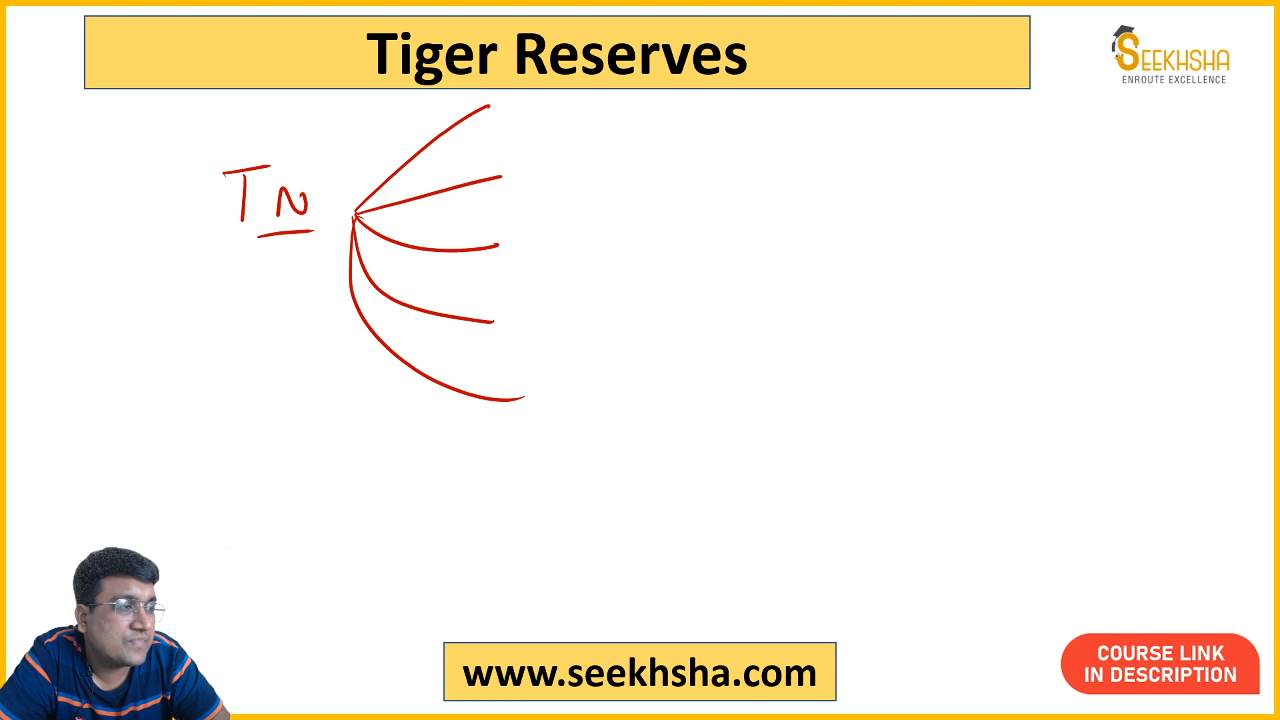 Tiger Reserves
SEEKHSHA
ENROUTE EXCELLENCE
TN
www.seekhsha.com
COURSE LINK
IN DESCRIPTION